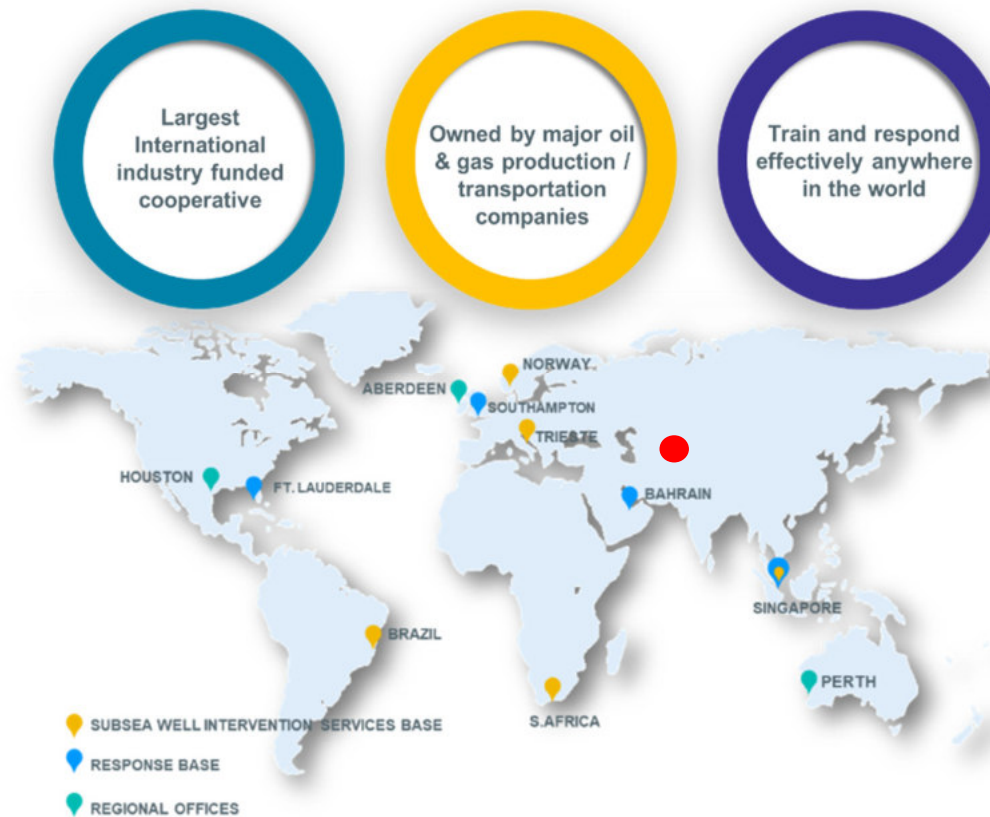 Largest
International
industry funded
cooperative
Owned by major oil
& gas production /
transportation
companies
Train and respond
effectively anywhere
in the world
NORWAY
ABERDEEN
SOUTHAMPTON
TRIESTE
HOUSTON
FT. LAUDERDALE
BAHRAIN
SINGAPORE
BRAZIL
PERTH
S.AFRICA
SUBSEA WELL INTERVENTION SERVICES BASE
RESPONSE BASE
REGIONAL OFFICES